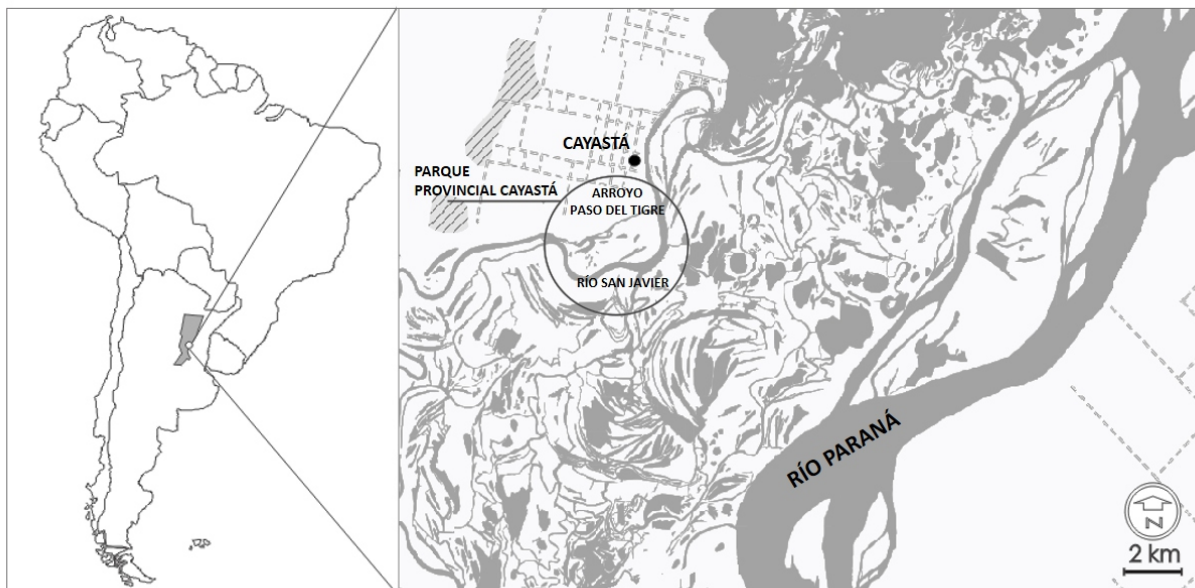 CAYASTÁ
PARQUE
PROVINCIAL CAYASTÁ
ARROYO
PASO DEL TIGRE
RÍO SAN JAVIER
RÍO PARANÁ
N
2 km